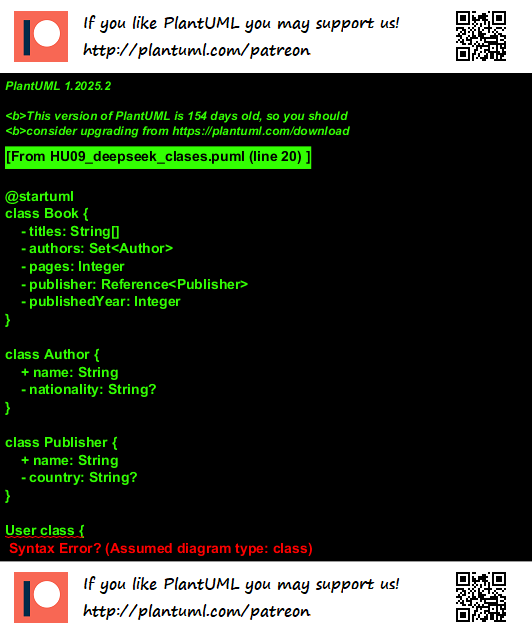 If you like PlantUML you may support us!
http://plantuml.com/patreon
PlantUML 1.2025.2
<b>This version of PlantUML is 154 days old, so you should
<b>consider upgrading from https://plantuml.com/download
[From HU09_deepseek_clases.puml (line 20) ]
@startuml
class Book {
- titles: String[]
- authors: Set<Author>
- pages: Integer
- publisher: Reference<Publisher>
- publishedYear: Integer
}
class Author {
+ name: String
- nationality: String?
}
class Publisher {
+ name: String
- country: String?
}
User class {
Syntax Error? (Assumed diagram type: class)
If you like PlantUML you may support us!
http://plantuml.com/patreon